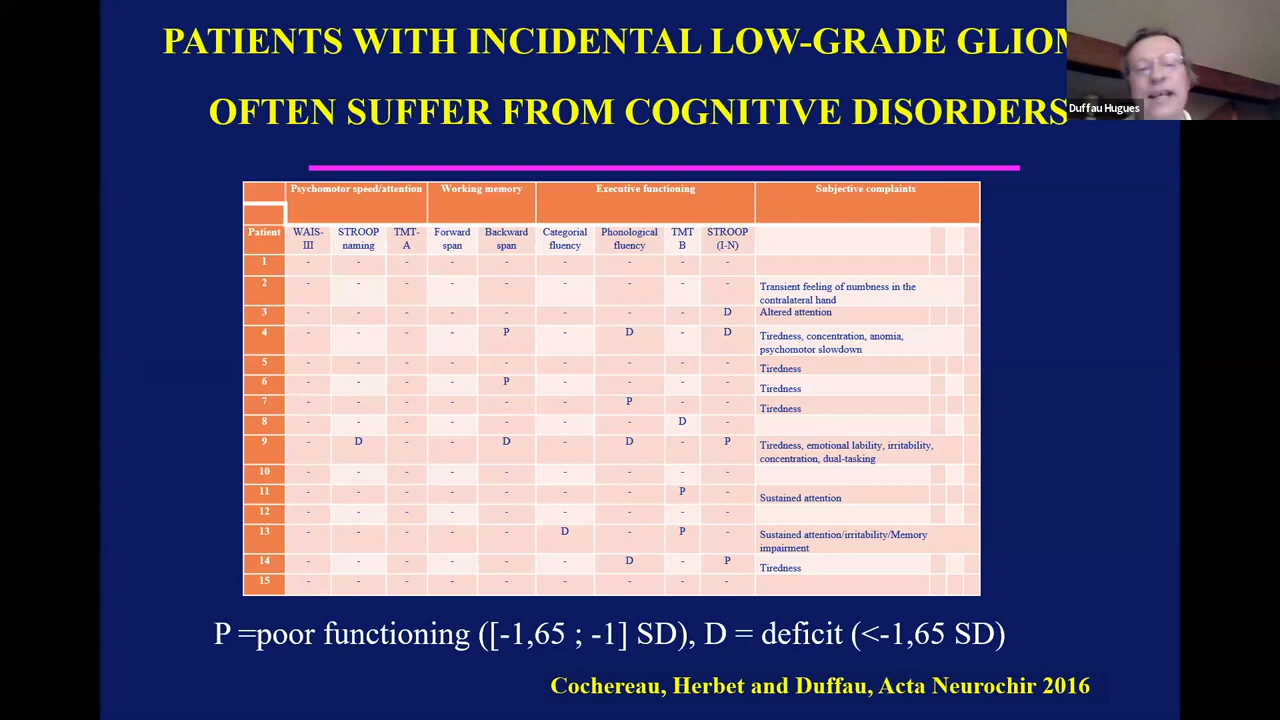 PATIENTS WITH INCIDENTAL LOW-GRADE
OFTEN SUFFER FROM COGNITIVE DISORDERS
Duffau Hugues
Psychomotor speed/attention Working memory Executive functioning Subjective complaints
Patient WAIS-III STROOP naming TMT-A Forward span Backward span Categorial fluency Phonological fluency TMT B STROOP (I-N)
1 - - - - - - - - -
2 - - - - - - - - - Transient feeling of numbness in the
contralateral hand
3 - - - - - - - - D Altered attention
4 - - - - P - D - D Tiredness, concentration, anomia,
psychomotor slowdown
5 - - - - - - - - - Tiredness
6 - - - - P - - - - Tiredness
7 - - - - - - P - - Tiredness
8 - - - - - - - D -
9 - D - - D - D - P Tiredness, emotional lability, irritability,
concentration, dual-tasking
10 - - - - - - - - -
11 - - - - - - - P - Sustained attention
12 - - - - - - - - -
13 - - - - - D - P - Sustained attention/irritability/Memory
impairment
14 - - - - - - D - P Tiredness
15 - - - - - - - - -
P =poor functioning ([-1,65 ; -1] SD), D = deficit (<-1,65 SD)
Cochereau, Herbet and Duffau, Acta Neurochir 2016